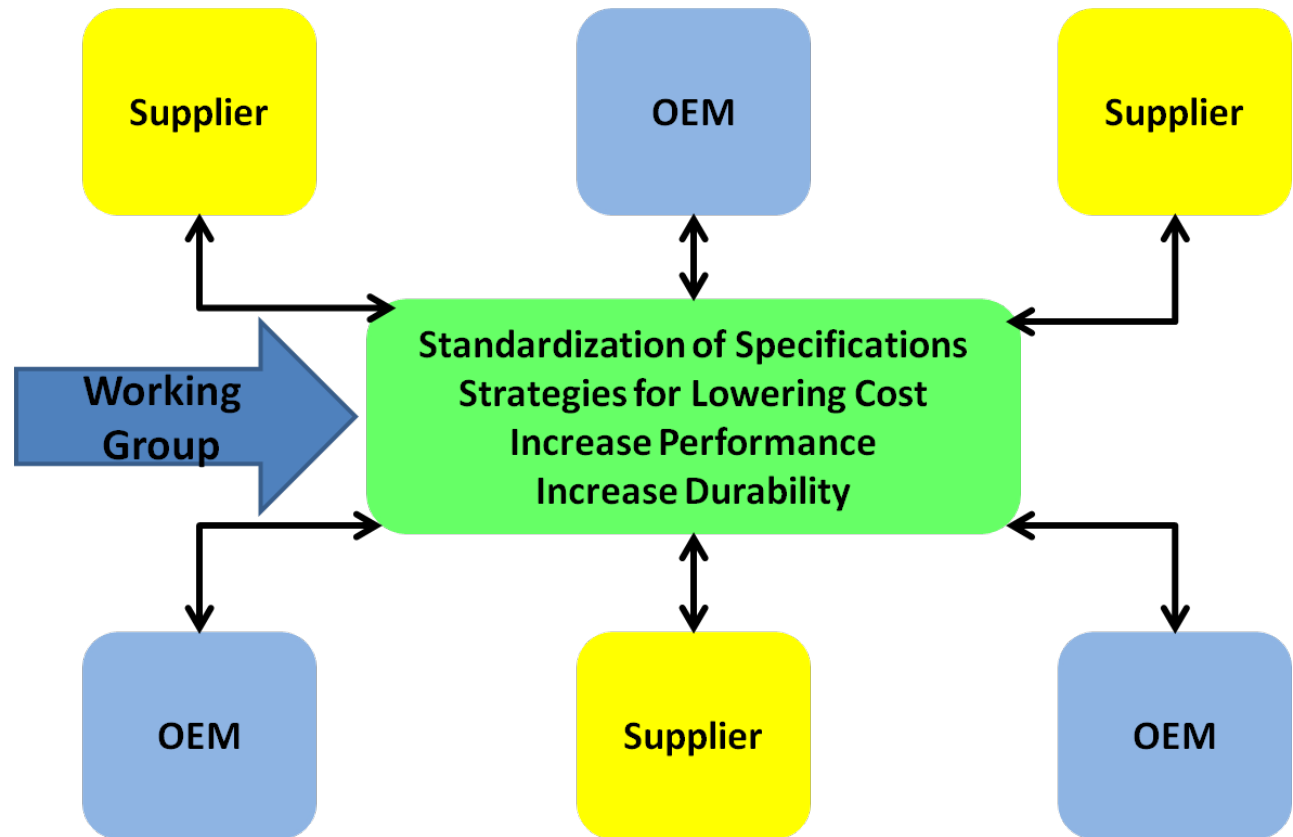 Supplier
OEM
Supplier
Working
Group
Standardization of Specifications
Strategies for Lowering Cost
Increase Performance
Increase Durability
OEM
Supplier
OEM